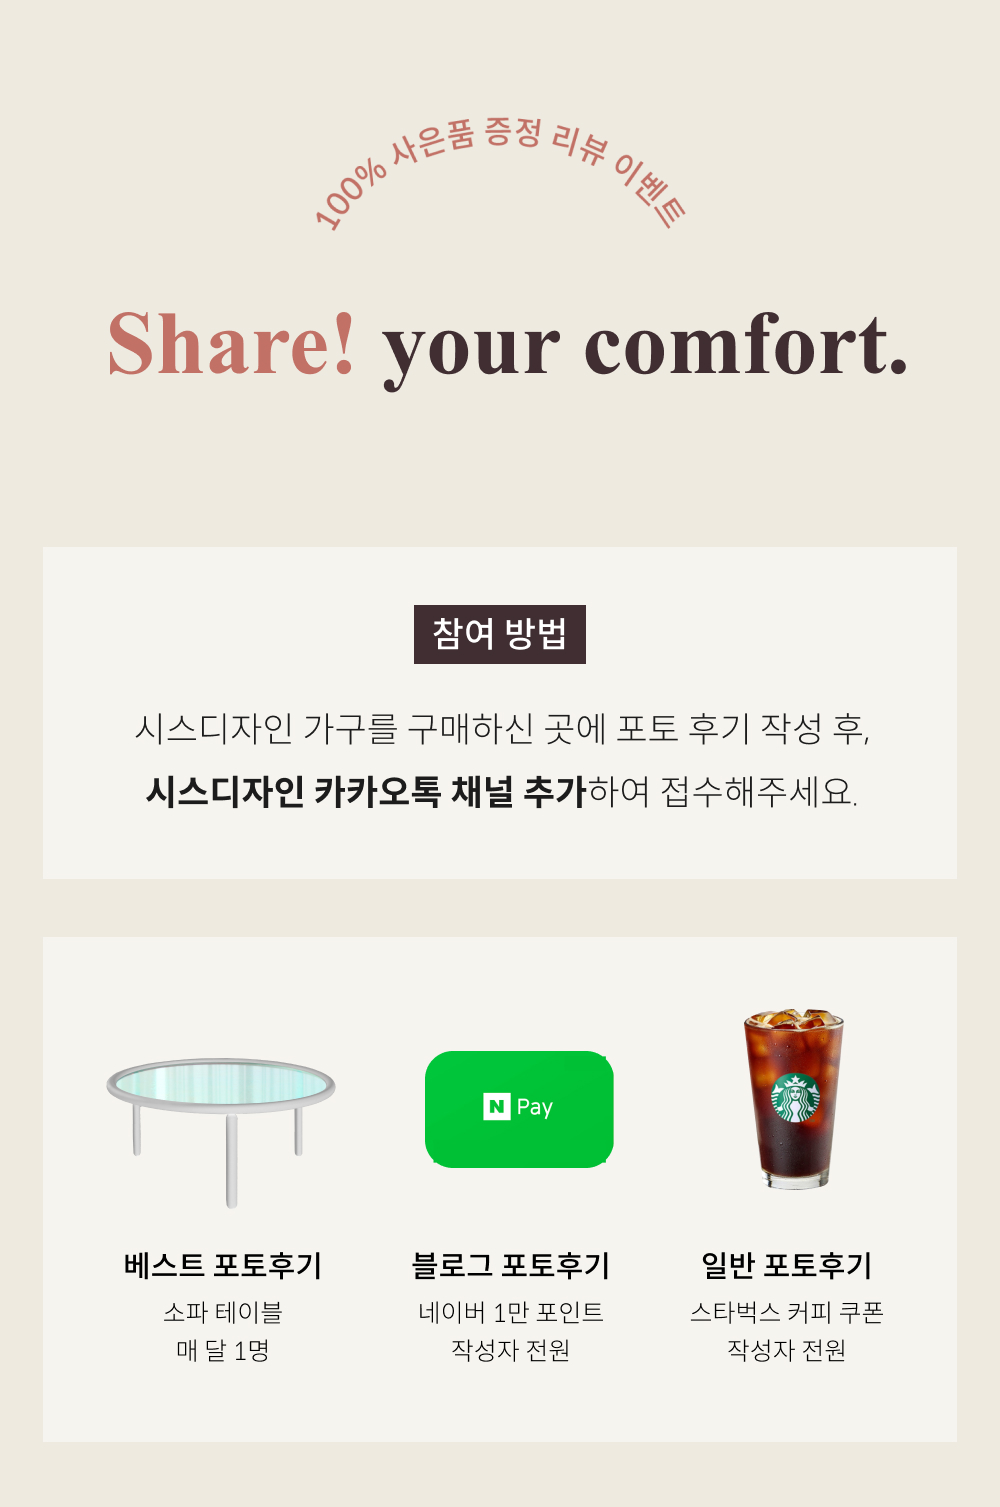 100% 사은품 증정 리뷰 이벤트
Share! your comfort.
참여 방법
시스디자인 가구를 구매하신 곳에 포토 후기 작성 후,
시스디자인 카카오톡 채널 추가하여 접수해주세요.
N Pay
베스트 포토후기
소파 테이블
매 달 1명
블로그 포토후기
네이버 1만 포인트
작성자 전원
일반 포토후기
스타벅스 커피 쿠폰
작성자 전원